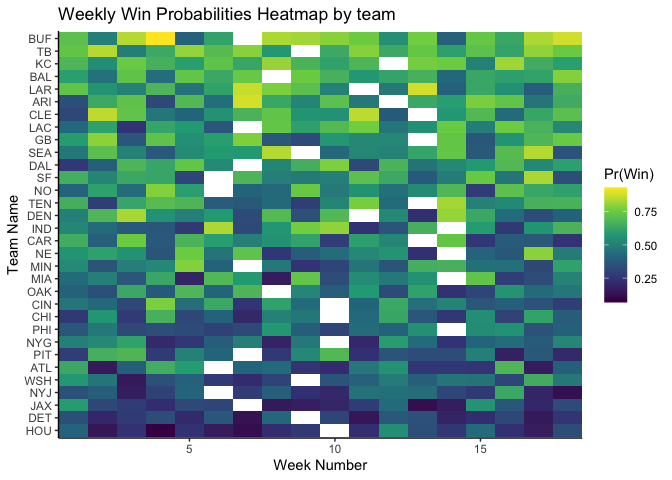 Weekly Win Probabilities Heatmap by team
Team Name
BUF
TB
KC
BAL
LAR
ARI
CLE
LAC
GB
SEA
DAL
SF
NO
TEN
DEN
IND
CAR
NE
MIN
MIA
OAK
CIN
CHI
PHI
NYG
PIT
ATL
WSH
NYJ
JAX
DET
HOU
5
10
15
Week Number
Pr(Win)
0.75
0.50
0.25